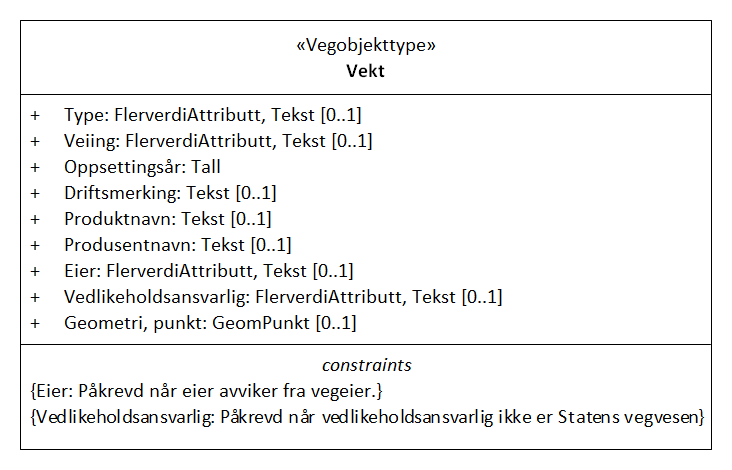 «Vegobjekttype»
Vekt
+ Type: FlerverdiAttributt, Tekst [0..1]
+ Veiing: FlerverdiAttributt, Tekst [0..1]
+ Oppsettingsår: Tall
+ Driftsmerking: Tekst [0..1]
+ Produktnavn: Tekst [0..1]
+ Produsentnavn: Tekst [0..1]
+ Eier: FlerverdiAttributt, Tekst [0..1]
+ Vedlikeholdsansvarlig: FlerverdiAttributt, Tekst [0..1]
+ Geometri, punkt: GeomPunkt [0..1]
constraints
{Eier: Påkrevd når eier avviker fra vegeier.}
{Vedlikeholdsansvarlig: Påkrevd når vedlikeholdsansvarlig ikke er Statens vegvesen}